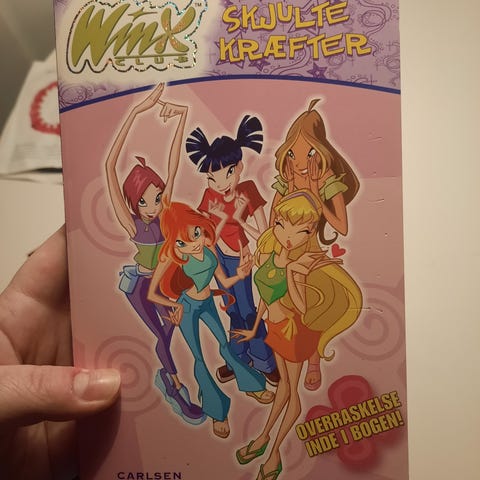 Winx
CLUB
SKJULTE
KRÆFTER
OVERRASKELSE
INDE I BOGEN!
CARLSEN